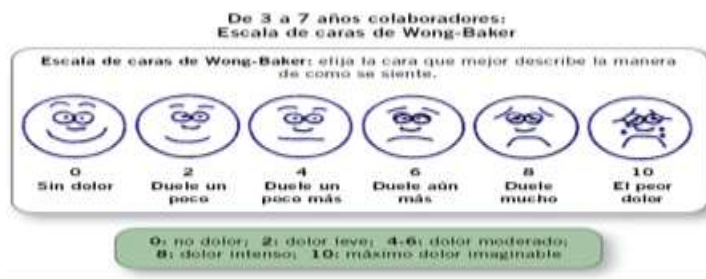 De 3 a 7 años colaboradores:
Escala de caras de Wong-Baker
Escala de caras de Wong-Baker: elija la cara que mejor describe la manera
de como se siente.
0 2 4 6 8 10
Sin dolor Duele un Duele un Duele aún Duele El peor
poco poco más más mucho dolor
0: no dolor; 2: dolor leve; 4-6: dolor moderado;
8: dolor intenso; 10: máximo dolor imaginable